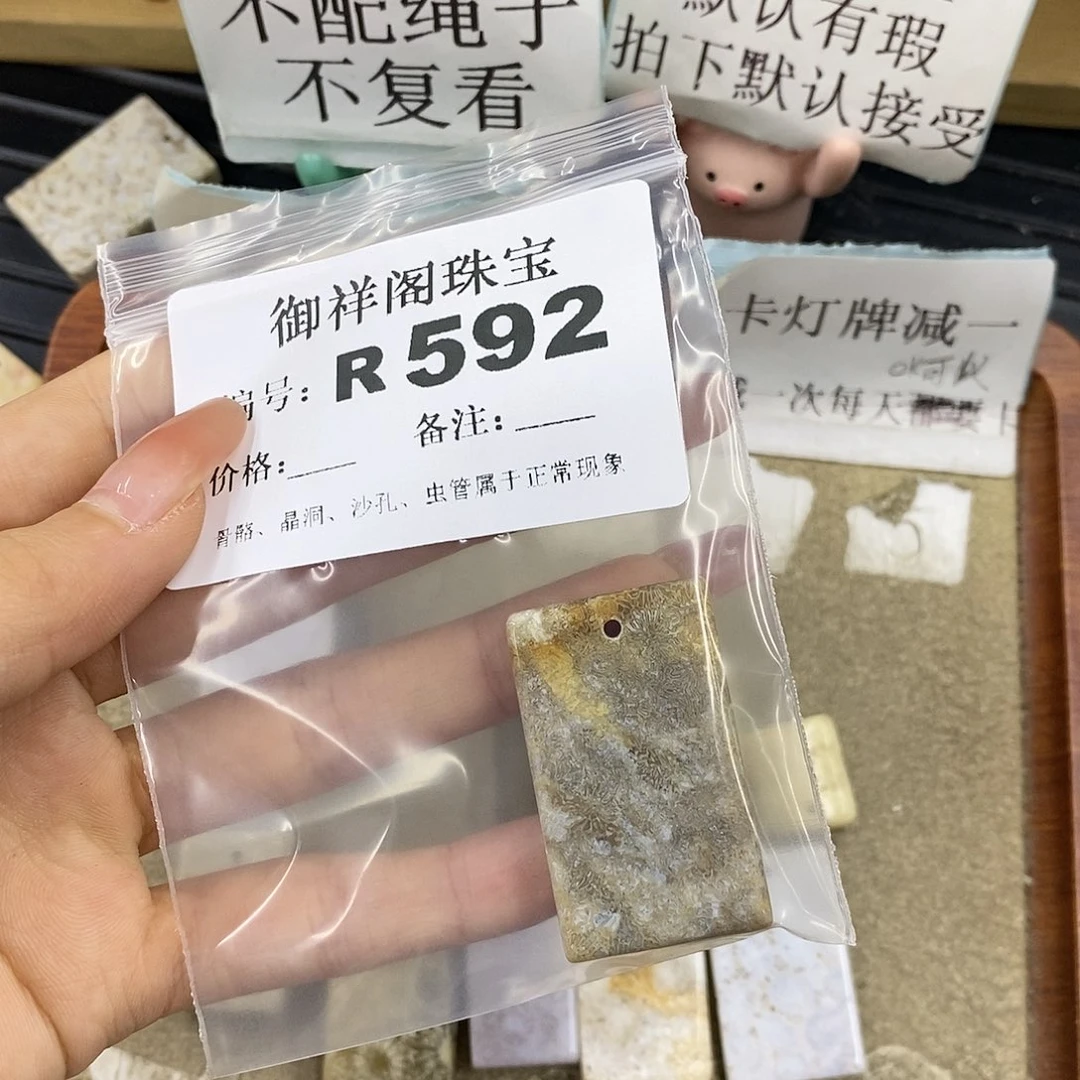 不配绳子
不复看
默认有瑕
拍下默认接受
御祥阁珠宝
编号: R592
备注:
价格:
骨骼、晶洞、沙孔、虫管属于正常现象
卡灯牌减一
一次每天